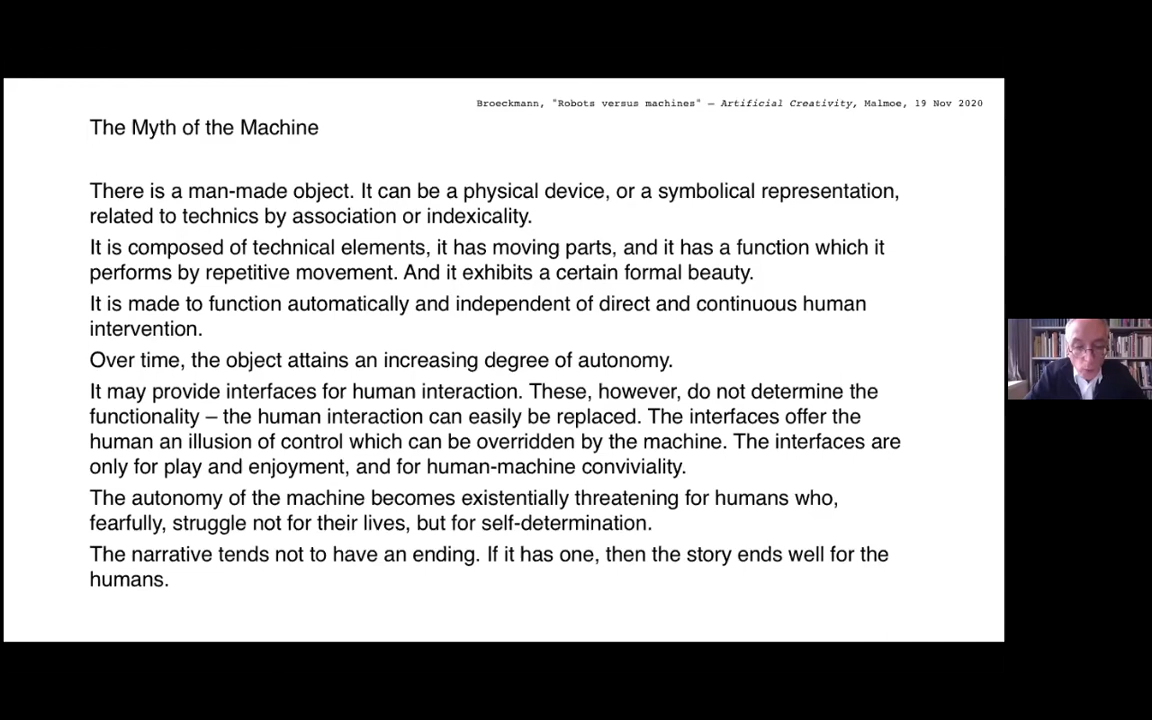 Broeckmann, "Robots versus machines" – Artificial Creativity, Malmoe, 19 Nov 2020
The Myth of the Machine
There is a man-made object. It can be a physical device, or a symbolical representation,
related to technics by association or indexicality.
It is composed of technical elements, it has moving parts, and it has a function which it
performs by repetitive movement. And it exhibits a certain formal beauty.
It is made to function automatically and independent of direct and continuous human
intervention.
Over time, the object attains an increasing degree of autonomy.
It may provide interfaces for human interaction. These, however, do not determine the
functionality – the human interaction can easily be replaced. The interfaces offer the
human an illusion of control which can be overridden by the machine. The interfaces are
only for play and enjoyment, and for human-machine conviviality.
The autonomy of the machine becomes existentially threatening for humans who,
fearfully, struggle not for their lives, but for self-determination.
The narrative tends not to have an ending. If it has one, then the story ends well for the
humans.